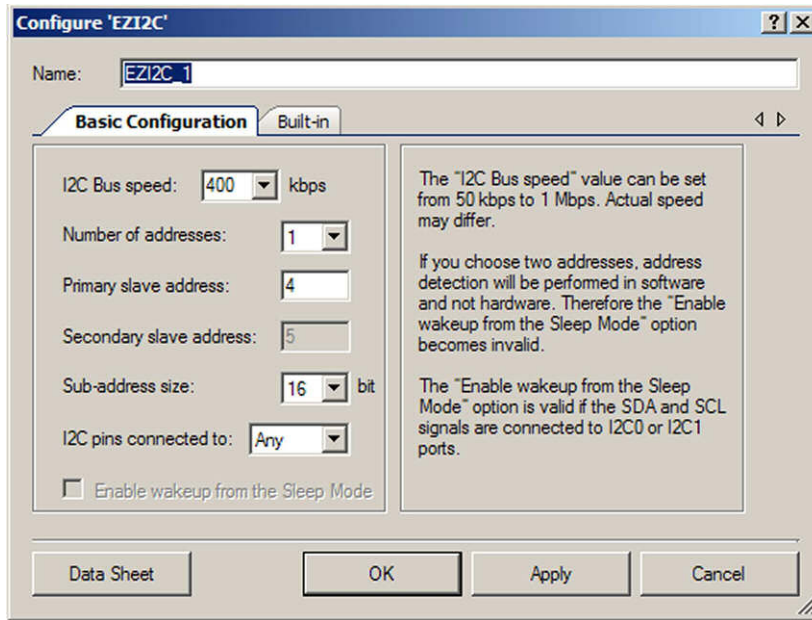 Configure 'EZI2C'
Name: EZI2C_1
Basic Configuration Built-in
I2C Bus speed: 400 kbps
Number of addresses: 1
Primary slave address: 4
Secondary slave address: 5
Sub-address size: 16 bit
I2C pins connected to: Any
Enable wakeup from the Sleep Mode
The "I2C Bus speed" value can be set
from 50 kbps to 1 Mbps. Actual speed
may differ.
If you choose two addresses, address
detection will be performed in software
and not hardware. Therefore the "Enable
wakeup from the Sleep Mode" option
becomes invalid.
The "Enable wakeup from the Sleep
Mode" option is valid if the SDA and SCL
signals are connected to I2C0 or I2C1
ports.
Data Sheet OK Apply Cancel